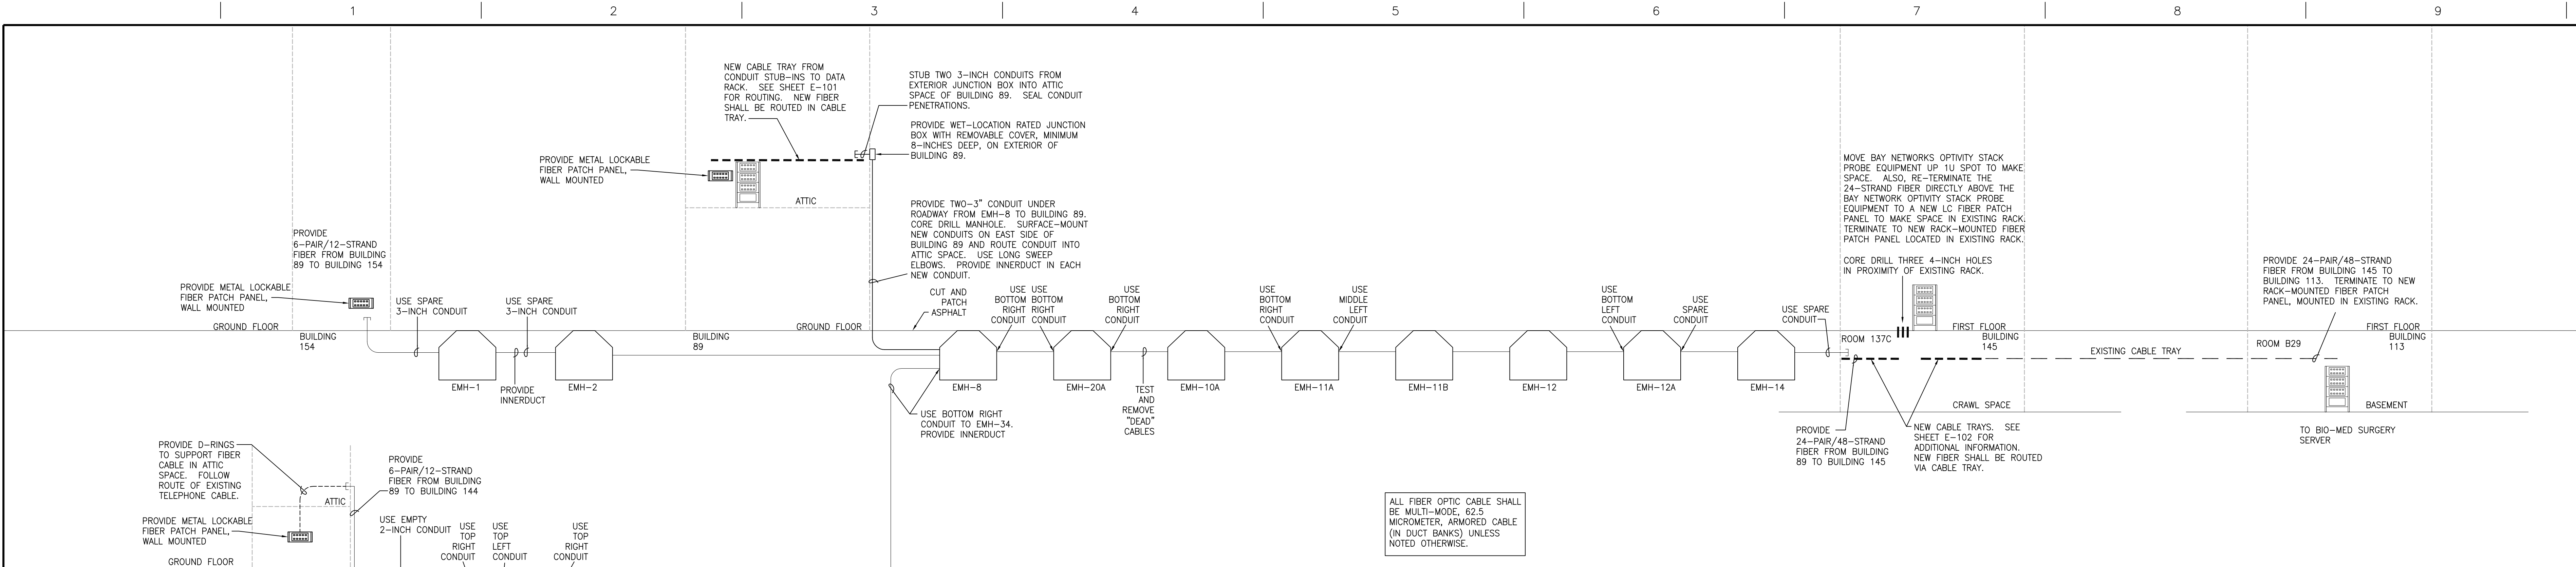 1
2
3
4
5
6
7
8
9
NEW CABLE TRAY FROM
CONDUIT STUB-INS TO DATA
RACK. SEE SHEET E-101
FOR ROUTING. NEW FIBER
SHALL BE ROUTED IN CABLE
TRAY.
STUB TWO 3-INCH CONDUITS FROM
EXTERIOR JUNCTION BOX INTO ATTIC
SPACE OF BUILDING 89. SEAL CONDUIT
PENETRATIONS.
PROVIDE WET-LOCATION RATED JUNCTION
BOX WITH REMOVABLE COVER, MINIMUM
8-INCHES DEEP, ON EXTERIOR OF
BUILDING 89.
PROVIDE METAL LOCKABLE
FIBER PATCH PANEL,
WALL MOUNTED
ATTIC
PROVIDE TWO-3" CONDUIT UNDER
ROADWAY FROM EMH-8 TO BUILDING 89.
CORE DRILL MANHOLE. SURFACE-MOUNT
NEW CONDUITS ON EAST SIDE OF
BUILDING 89 AND ROUTE CONDUIT INTO
ATTIC SPACE. USE LONG SWEEP
ELBOWS. PROVIDE INNERDUCT IN EACH
NEW CONDUIT.
MOVE BAY NETWORKS OPTIVITY STACK
PROBE EQUIPMENT UP 1U SPOT TO MAKE
SPACE. ALSO, RE-TERMINATE THE
24-STRAND FIBER DIRECTLY ABOVE THE
BAY NETWORK OPTIVITY STACK PROBE
EQUIPMENT TO A NEW LC FIBER PATCH
PANEL TO MAKE SPACE IN EXISTING RACK.
TERMINATE TO NEW RACK-MOUNTED FIBER
PATCH PANEL LOCATED IN EXISTING RACK.
CORE DRILL THREE 4-INCH HOLES
IN PROXIMITY OF EXISTING RACK.
PROVIDE 24-PAIR/48-STRAND
FIBER FROM BUILDING 145 TO
BUILDING 113. TERMINATE TO NEW
RACK-MOUNTED FIBER PATCH
PANEL, MOUNTED IN EXISTING RACK.
PROVIDE
6-PAIR/12-STRAND
FIBER FROM BUILDING
89 TO BUILDING 154
PROVIDE METAL LOCKABLE
FIBER PATCH PANEL,
WALL MOUNTED
USE SPARE
3-INCH CONDUIT
USE SPARE
3-INCH CONDUIT
CUT AND
PATCH
ASPHALT
USE
BOTTOM
RIGHT
CONDUIT
USE
BOTTOM
RIGHT
CONDUIT
USE
BOTTOM
RIGHT
CONDUIT
USE
BOTTOM
RIGHT
CONDUIT
USE
MIDDLE
LEFT
CONDUIT
USE
BOTTOM
LEFT
CONDUIT
USE
SPARE
CONDUIT
USE SPARE
CONDUIT
GROUND FLOOR
BUILDING
154
BUILDING
89
GROUND FLOOR
ROOM 137C
FIRST FLOOR
BUILDING
145
EXISTING CABLE TRAY
ROOM B29
FIRST FLOOR
BUILDING
113
EMH-1
EMH-2
EMH-8
EMH-20A
EMH-10A
EMH-11A
EMH-11B
EMH-12
EMH-12A
EMH-14
PROVIDE
INNERDUCT
TEST
AND
REMOVE
"DEAD"
CABLES
USE BOTTOM RIGHT
CONDUIT TO EMH-34.
PROVIDE INNERDUCT
CRAWL SPACE
BASEMENT
PROVIDE
24-PAIR/48-STRAND
FIBER FROM BUILDING
89 TO BUILDING 145
NEW CABLE TRAYS. SEE
SHEET E-102 FOR
ADDITIONAL INFORMATION.
NEW FIBER SHALL BE ROUTED
VIA CABLE TRAY.
TO BIO-MED SURGERY
SERVER
PROVIDE D-RINGS
TO SUPPORT FIBER
CABLE IN ATTIC
SPACE. FOLLOW
ROUTE OF EXISTING
TELEPHONE CABLE.
PROVIDE
6-PAIR/12-STRAND
FIBER FROM BUILDING
89 TO BUILDING 144
ATTIC
PROVIDE METAL LOCKABLE
FIBER PATCH PANEL,
WALL MOUNTED
USE EMPTY
2-INCH CONDUIT
USE
TOP
RIGHT
CONDUIT
USE
TOP
LEFT
CONDUIT
USE
TOP
RIGHT
CONDUIT
GROUND FLOOR
ALL FIBER OPTIC CABLE SHALL
BE MULTI-MODE, 62.5
MICROMETER, ARMORED CABLE
(IN DUCT BANKS) UNLESS
NOTED OTHERWISE.